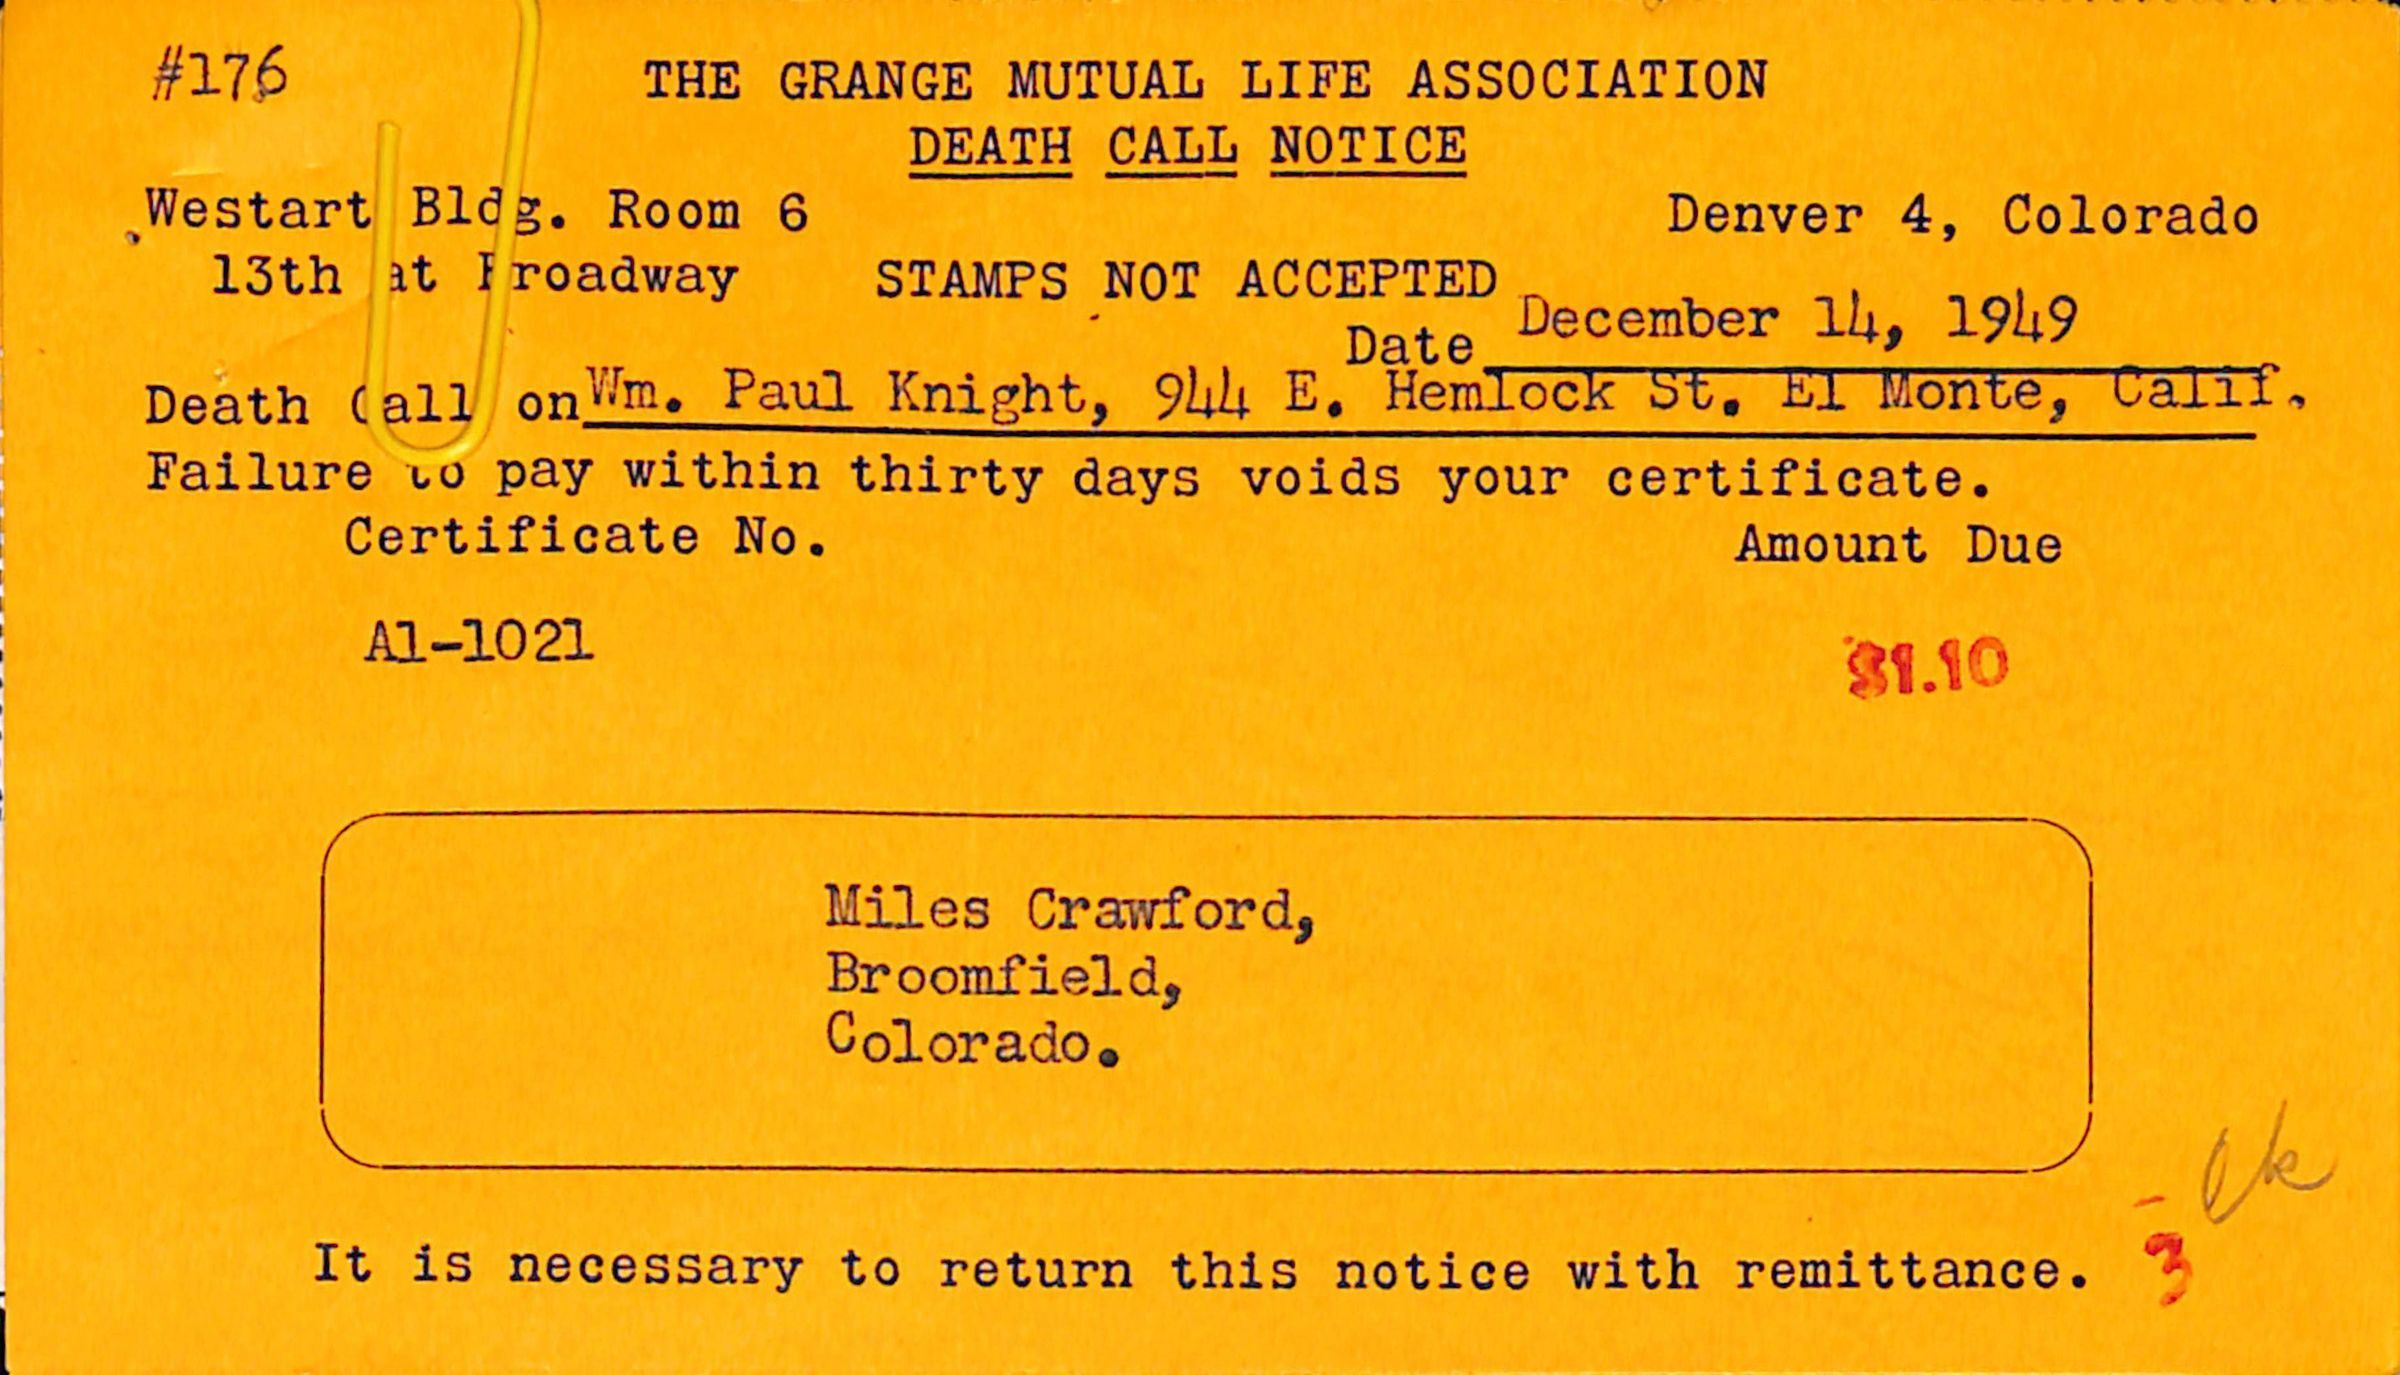 #176
THE GRANGE MUTUAL LIFE ASSOCIATION
DEATH CALL NOTICE
Westart Bldg. Room 6 Denver 4, Colorado
13th at Broadway STAMPS NOT ACCEPTED
Date December 14, 1949
Death Call on Wm. Paul Knight, 944 E. Hemlock St. El Monte, Calif.
Failure to pay within thirty days voids your certificate.
Certificate No. Amount Due
A1-1021 $1.10
Miles Crawford,
Broomfield,
Colorado.
Ck
It is necessary to return this notice with remittance. 3